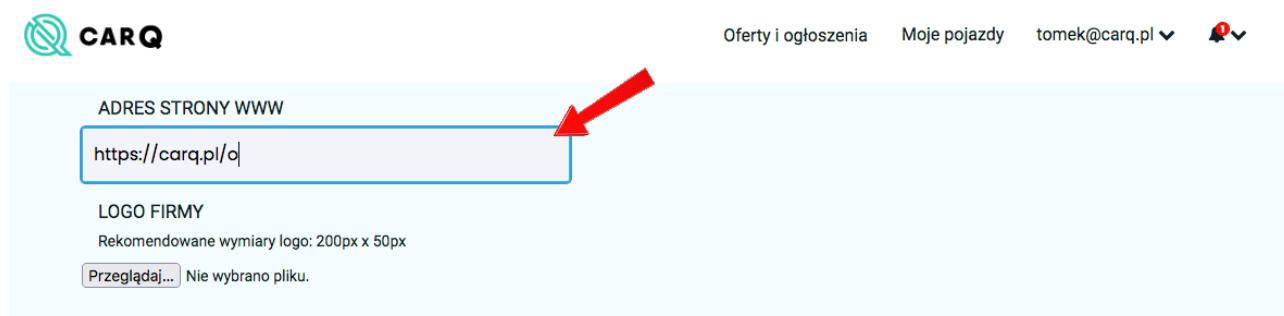 CARQ
Oferty i ogłoszenia Moje pojazdy tomek@carq.pl 1
ADRES STRONY WWW
https://carq.pl/o
LOGO FIRMY
Rekomendowane wymiary logo: 200px x 50px
Przeglądaj... Nie wybrano pliku.